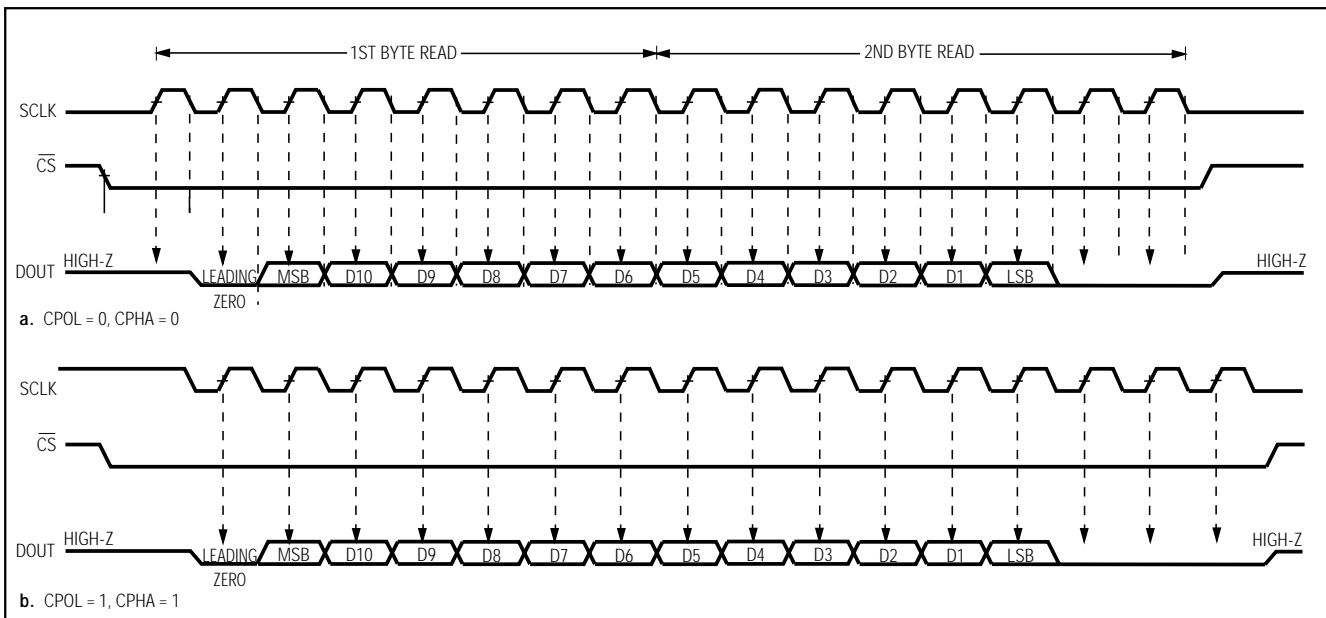 1ST BYTE READ 2ND BYTE READ
SCLK
CS
HIGH-Z HIGH-Z
DOUT LEADING MSB D10 D9 D8 D7 D6 D5 D4 D3 D2 D1 LSB
ZERO
a. CPOL = 0, CPHA = 0
SCLK
CS
HIGH-Z HIGH-Z
DOUT LEADING MSB D10 D9 D8 D7 D6 D5 D4 D3 D2 D1 LSB
ZERO
b. CPOL = 1, CPHA = 1